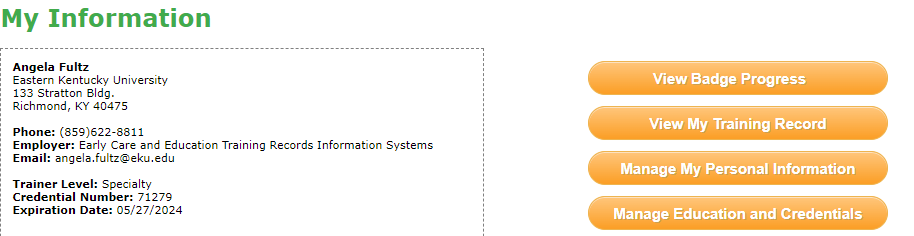 My Information
Angela Fultz
Eastern Kentucky University
133 Stratton Bldg.
Richmond, KY 40475
Phone: (859)622-8811
Employer: Early Care and Education Training Records Information Systems
Email: angela.fultz@eku.edu
Trainer Level: Specialty
Credential Number: 71279
Expiration Date: 05/27/2024
View Badge Progress
View My Training Record
Manage My Personal Information
Manage Education and Credentials